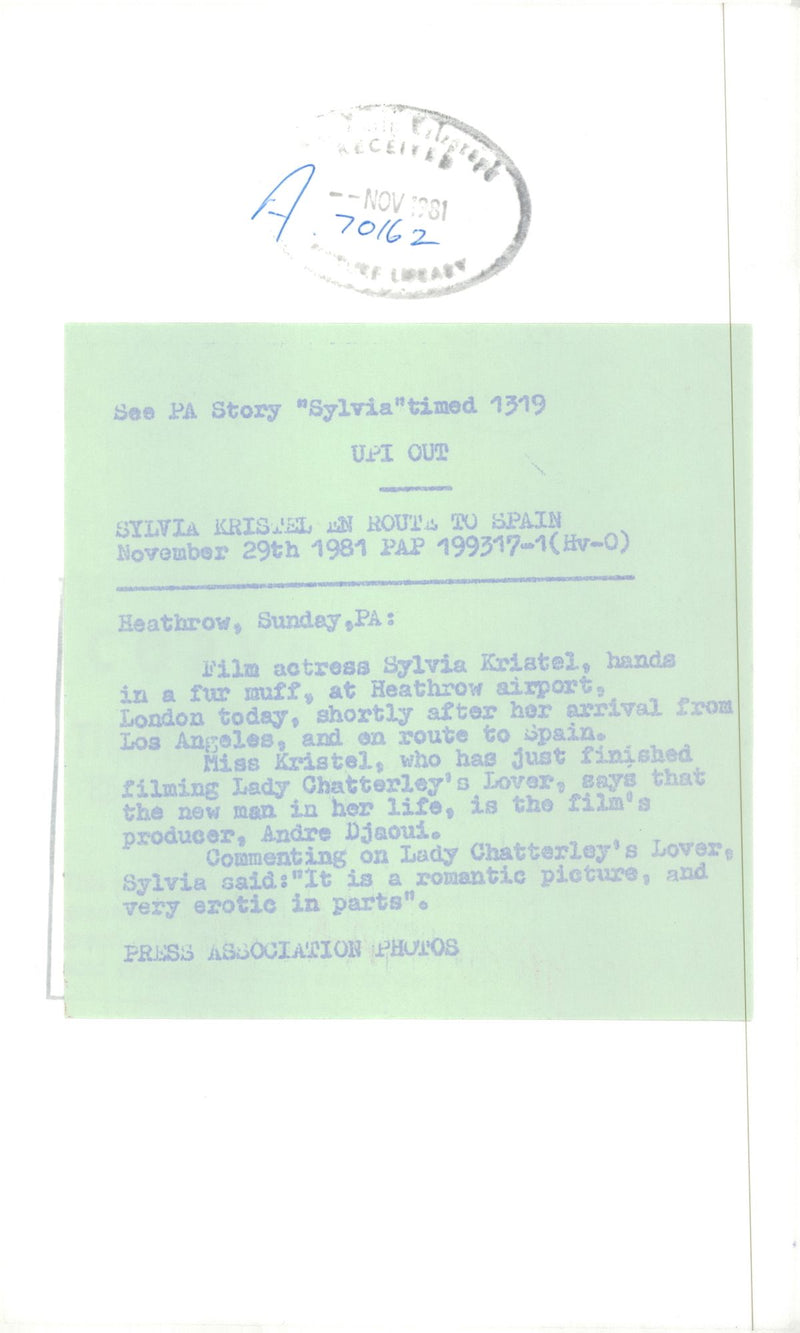 RECEIVED
--NOV 1981
A. 70162
LIBRARY
See PA Story "Sylvia"timed 1319
UPI OUT
SYLVIA KRISTEL EN ROUTE TO SPAIN
November 29th 1981 PAP 199317-1(Hv-O)
Heathrow, Sunday,PA:
Film actress Sylvia Kristel, hands
in a fur muff, at Heathrow airport,
London today, shortly after her arrival from
Los Angeles, and en route to Spain.
Miss Kristel, who has just finished
filming Lady Chatterley's Lover, says that
the new man in her life, is the film's
producer, Andre Djaoui.
Commenting on Lady Chatterley's Lover,
Sylvia said:"It is a romantic picture, and
very erotic in parts".
PRESS ASSOCIATION PHOTOS